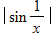 | sin 1/x |